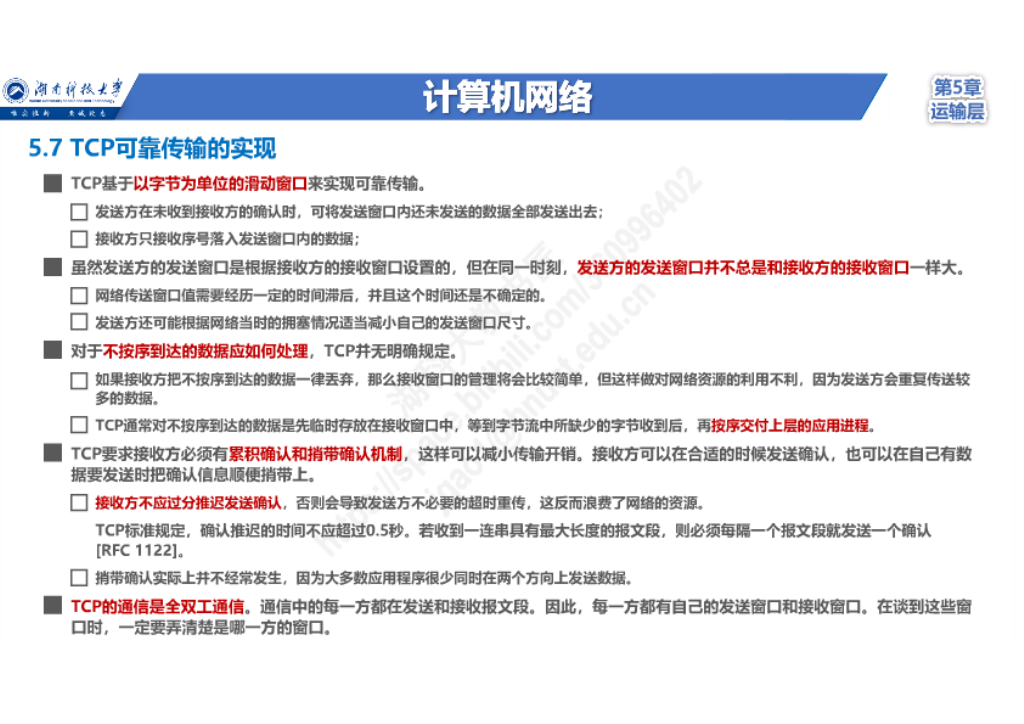 湖南科技大学
计算机网络
第5章
运输层
5.7 TCP可靠传输的实现
TCP基于以字节为单位的滑动窗口来实现可靠传输。
发送方在未收到接收方的确认时，可将发送窗口内还未发送的数据全部发送出去；
接收方只接收序号落入发送窗口内的数据；
虽然发送方的发送窗口是根据接收方的接收窗口设置的，但在同一时刻，发送方的发送窗口并不总是和接收方的接收窗口一样大。
网络传送窗口值需要经历一定的时间滞后，并且这个时间还是不确定的。
发送方还可能根据网络当时的拥塞情况适当减小自己的发送窗口尺寸。
对于不按序到达的数据应如何处理，TCP并无明确规定。
如果接收方把不按序到达的数据一律丢弃，那么接收窗口的管理将会比较简单，但这样做对网络资源的利用不利，因为发送方会重复传送较
多的数据。
TCP通常对不按序到达的数据是先临时存放在接收窗口中，等到字节流中所缺少的字节收到后，再按序交付上层的应用进程。
TCP要求接收方必须有累积确认和捎带确认机制，这样可以减小传输开销。接收方可以在合适的时候发送确认，也可以在自己有数
据要发送时把确认信息顺便捎带上。
接收方不应过分推迟发送确认，否则会导致发送方不必要的超时重传，这反而浪费了网络的资源。
TCP标准规定，确认推迟的时间不应超过0.5秒。若收到一连串具有最大长度的报文段，则必须每隔一个报文段就发送一个确认
[RFC 1122]。
捎带确认实际上并不经常发生，因为大多数应用程序很少同时在两个方向上发送数据。
TCP的通信是全双工通信。通信中的每一方都在发送和接收报文段。因此，每一方都有自己的发送窗口和接收窗口。在谈到这些窗
口时，一定要弄清楚是哪一方的窗口。